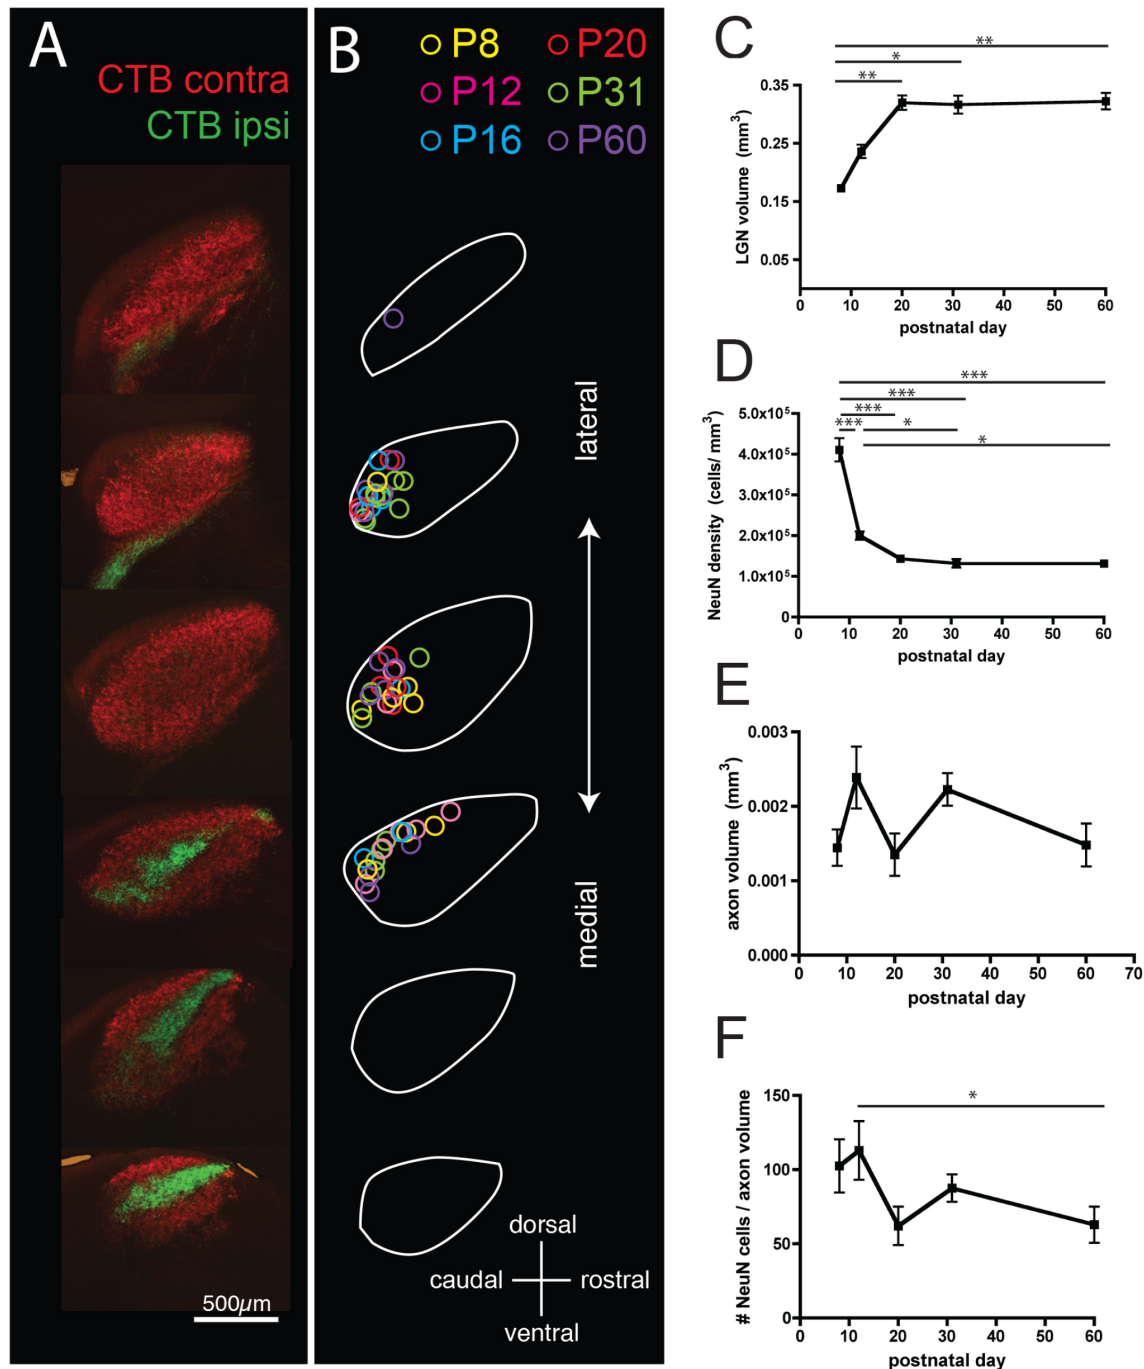 A
CTB contra
CTB ipsi
500µm
B
P8 P20
P12 P31
P16 P60
lateral
medial
dorsal
caudal rostral
ventral
C
** 
*
**
0.35
0.25
0.15
0.05
LGN volume (mm³)
0 10 20 30 40 50 60
postnatal day
D
***
***
***
*** *
*
5.0x10⁵
4.0x10⁵
3.0x10⁵
2.0x10⁵
1.0x10⁵
0
NeuN density (cells/ mm³)
0 10 20 30 40 50 60
postnatal day
E
0.003
0.002
0.001
0.000
axon volume (mm³)
0 10 20 30 40 50 60 70
postnatal day
F
*
150
100
50
0
# NeuN cells / axon volume
0 10 20 30 40 50 60
postnatal day